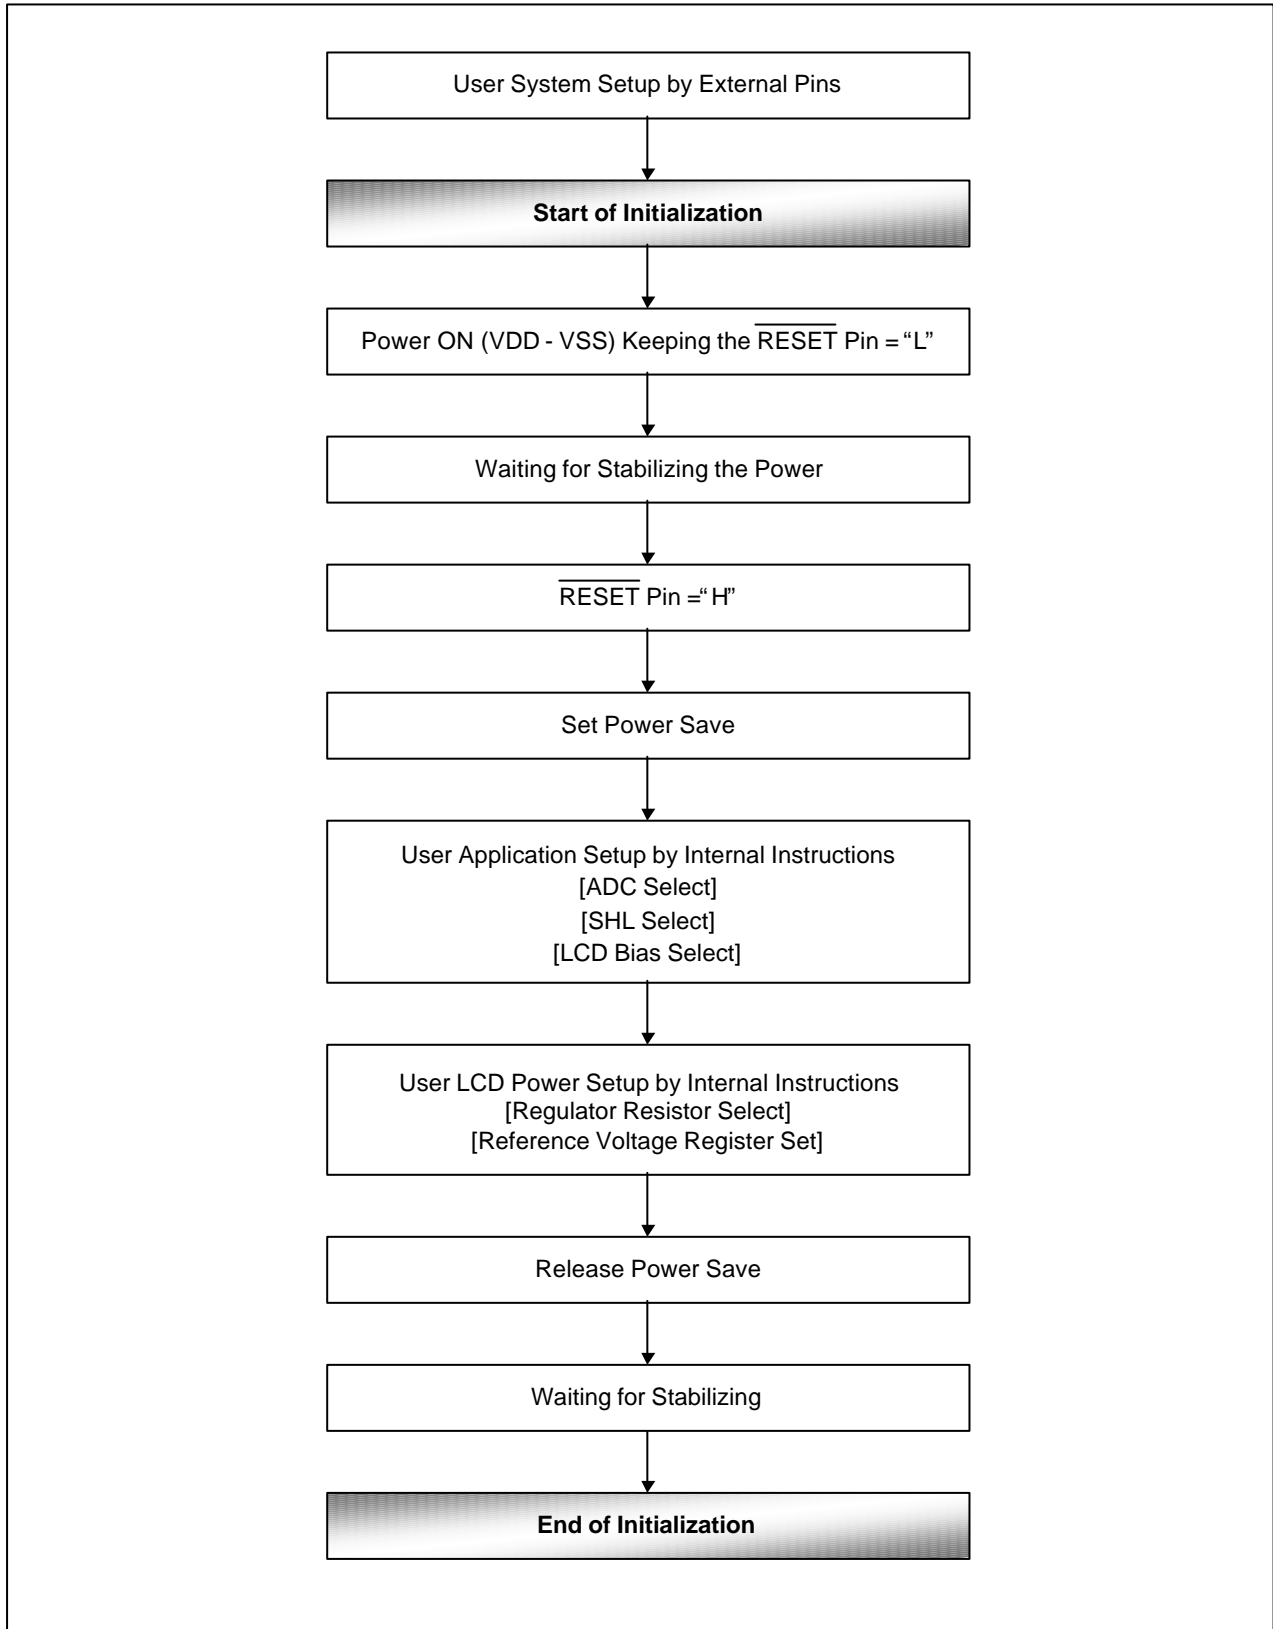 User System Setup by External Pins
Start of Initialization
Power ON (VDD - VSS) Keeping the R̅E̅S̅E̅T̅ Pin = “L”
Waiting for Stabilizing the Power
R̅E̅S̅E̅T̅ Pin =“H”
Set Power Save
User Application Setup by Internal Instructions
[ADC Select]
[SHL Select]
[LCD Bias Select]
User LCD Power Setup by Internal Instructions
[Regulator Resistor Select]
[Reference Voltage Register Set]
Release Power Save
Waiting for Stabilizing
End of Initialization